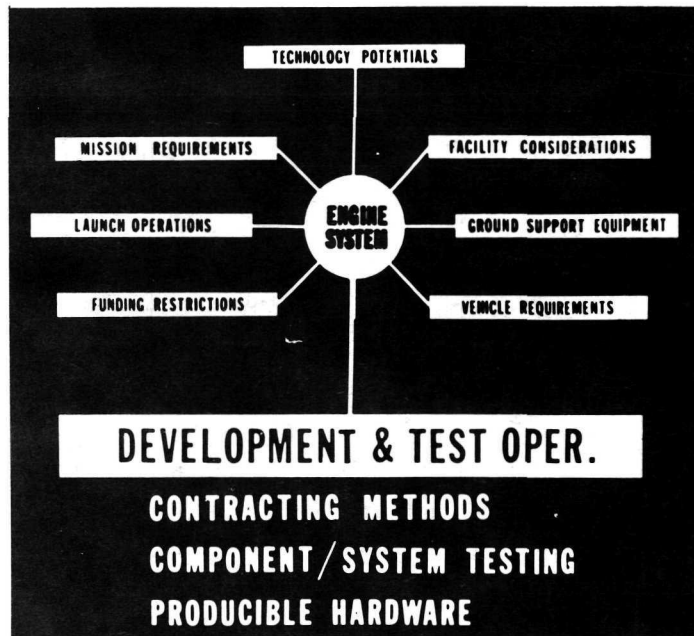 TECHNOLOGY POTENTIALS
MISSION REQUIREMENTS
FACILITY CONSIDERATIONS
ENGINE
SYSTEM
LAUNCH OPERATIONS
GROUND SUPPORT EQUIPMENT
FUNDING RESTRICTIONS
VEHICLE REQUIREMENTS
DEVELOPMENT & TEST OPER.
CONTRACTING METHODS
COMPONENT/SYSTEM TESTING
PRODUCIBLE HARDWARE